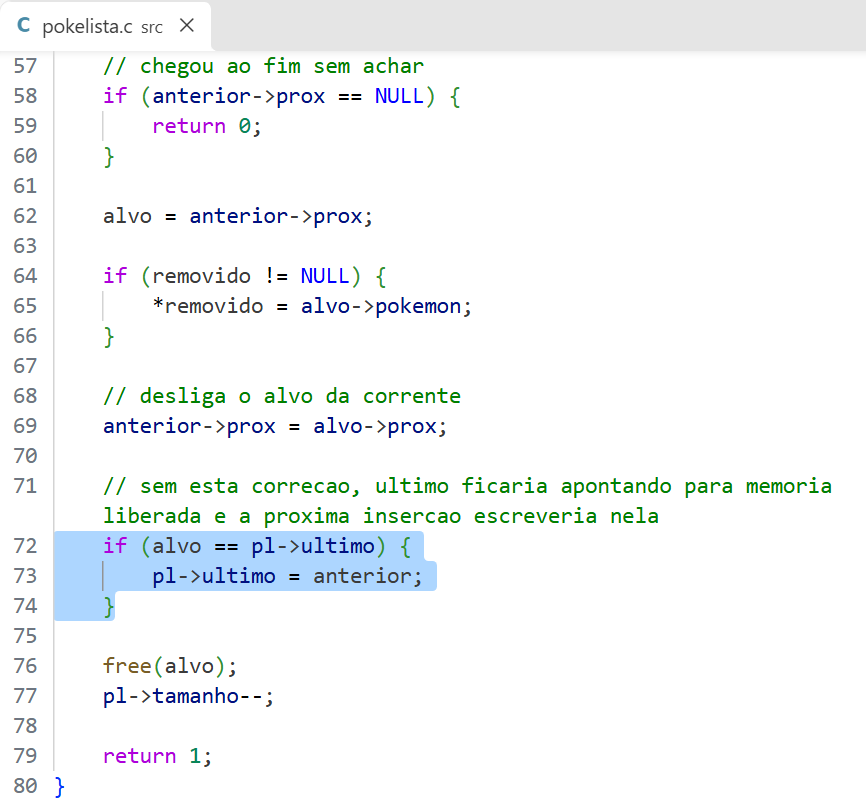 C pokelista.c src ×
57 // chegou ao fim sem achar
58 if (anterior->prox == NULL) {
59 return 0;
60 }
61
62 alvo = anterior->prox;
63
64 if (removido != NULL) {
65 *removido = alvo->pokemon;
66 }
67
68 // desliga o alvo da corrente
69 anterior->prox = alvo->prox;
70
71 // sem esta correcao, ultimo ficaria apontando para memoria
liberada e a proxima insercao escreveria nela
72 if (alvo == pl->ultimo) {
73 pl->ultimo = anterior;
74 }
75
76 free(alvo);
77 pl->tamanho--;
78
79 return 1;
80 }